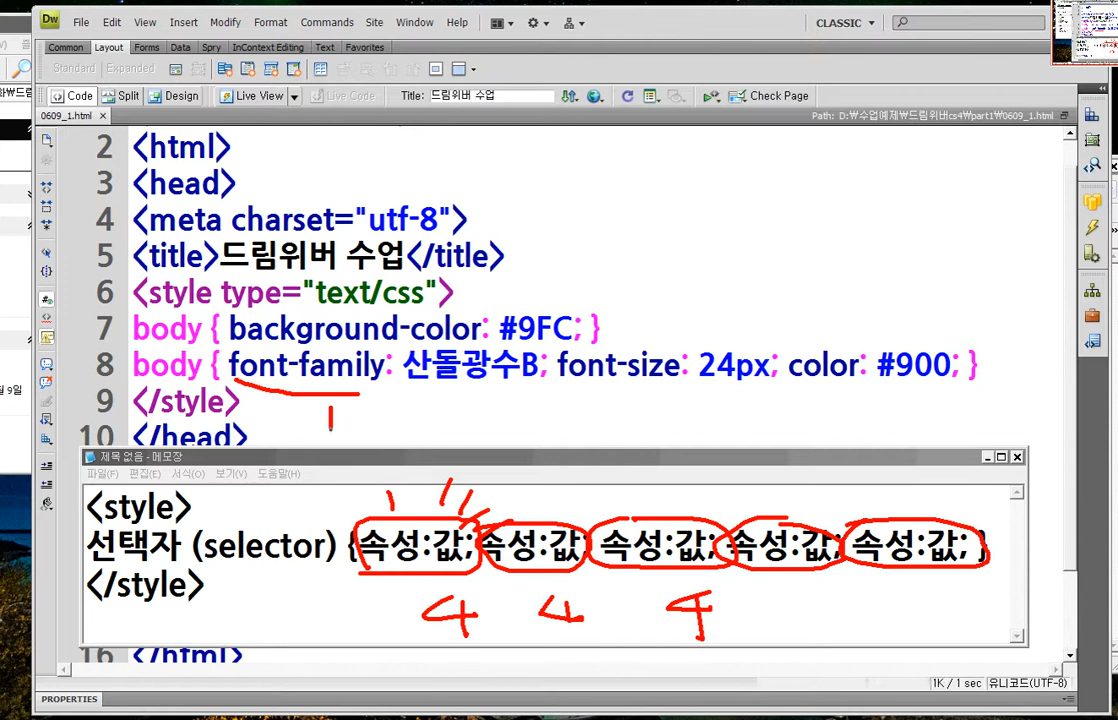 Dw File Edit View Insert Modify Format Commands Site Window Help CLASSIC
Common Layout Forms Data Spry InContext Editing Text Favorites
Standard Expanded
Code Split Design Live View Live Code Title: 드림위버 수업 Check Page
0609_1.html Path: D:￦수업예제￦드림위버cs4￦part1￦0609_1.html
2 <html>
3 <head>
4 <meta charset="utf-8">
5 <title>드림위버 수업</title>
6 <style type="text/css">
7 body { background-color: #9FC; }
8 body { font-family: 산돌광수B; font-size: 24px; color: #900; }
9 </style>
1
10 </head>
제목 없음 - 메모장
파일(F) 편집(E) 서식(O) 보기(V) 도움말(H)
<style>
선택자 (selector) {속성:값; 속성:값; 속성:값; 속성:값; 속성:값; }
</style>
4 4 4
16 </html>
1K / 1 sec 유니코드(UTF-8)
PROPERTIES